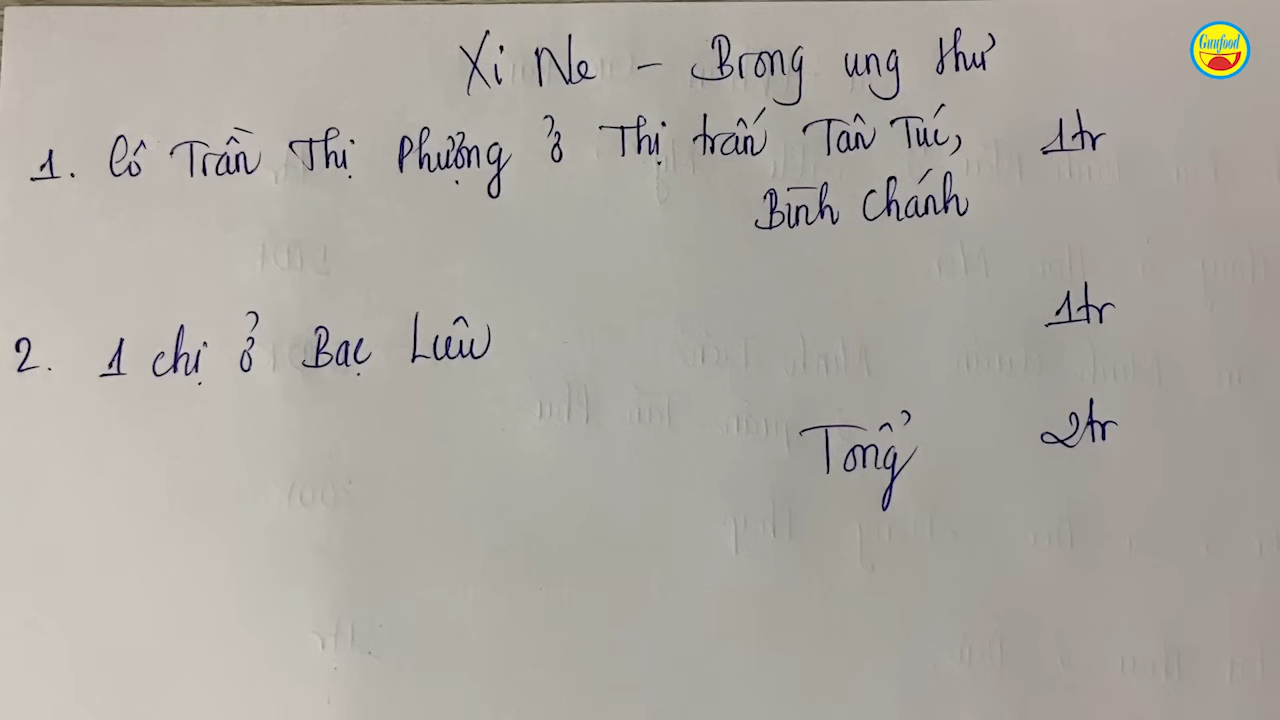 Guufood
Xi Ne - Brong ung thư
1. Cô Trần Thị Phượng ở Thị trấn Tân Túc, 1tr
Bình Chánh
2. 1 chị ở Bạc Liêu 1tr
Tổng 2tr